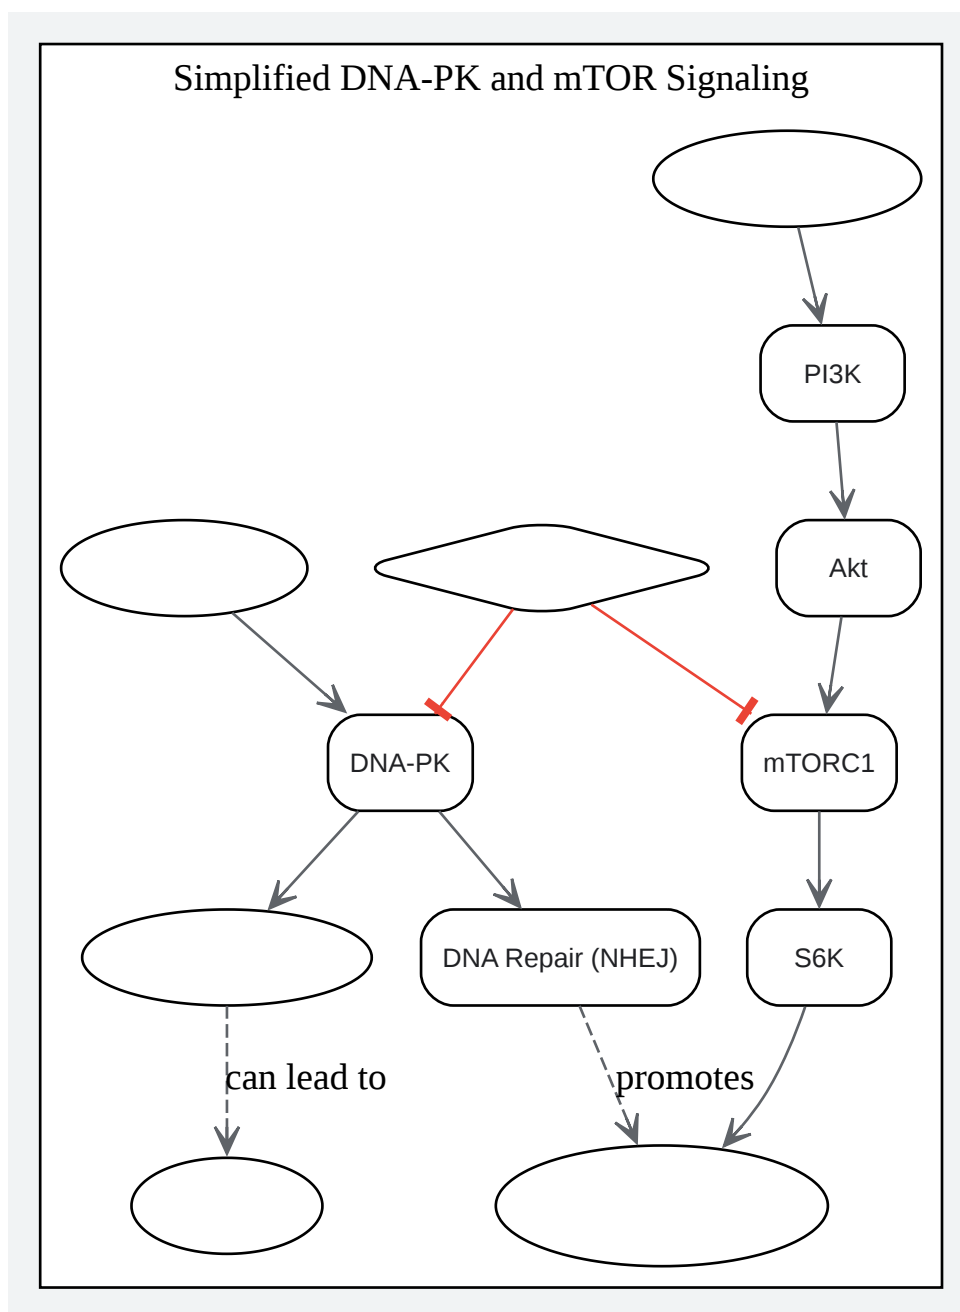 Simplified DNA-PK and mTOR Signaling
PI3K
Akt
DNA-PK
mTORC1
DNA Repair (NHEJ)
S6K
can lead to
promotes